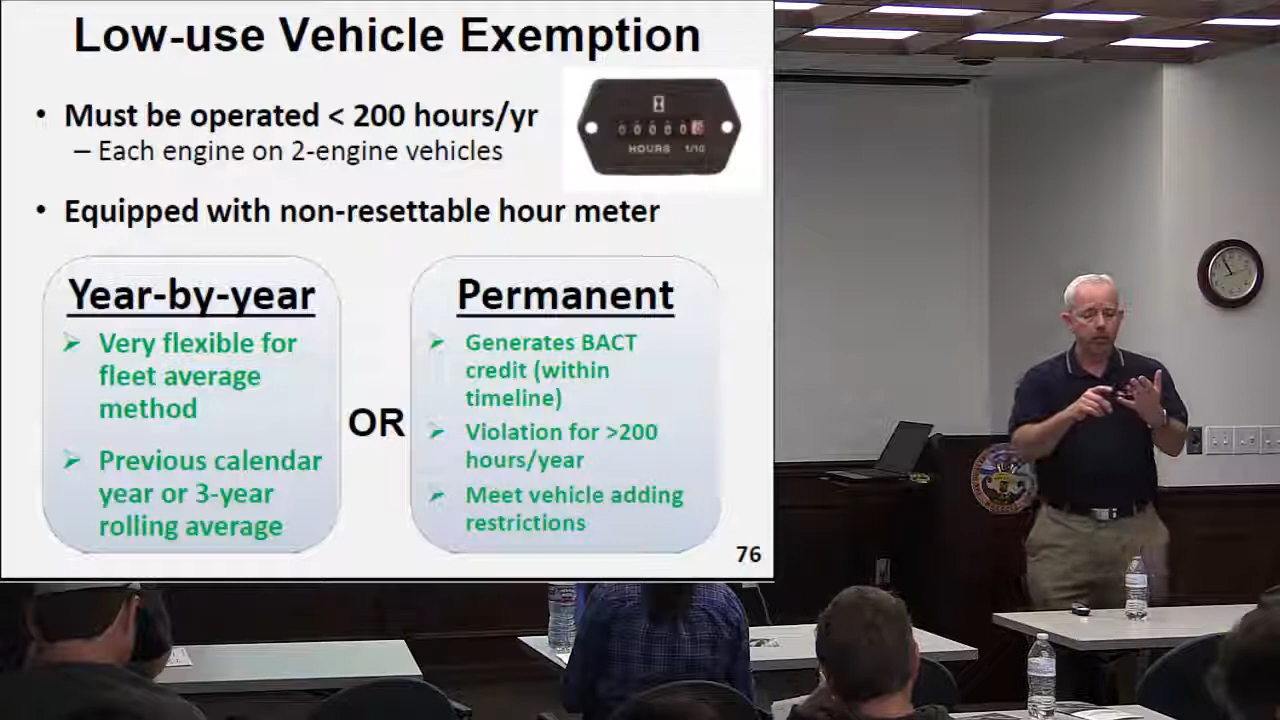 Low-use Vehicle Exemption
• Must be operated < 200 hours/yr
– Each engine on 2-engine vehicles
HOURS 1/10
• Equipped with non-resettable hour meter
Year-by-year
➢ Very flexible for
fleet average
method
➢ Previous calendar
year or 3-year
rolling average
OR
Permanent
➢ Generates BACT
credit (within
timeline)
➢ Violation for >200
hours/year
➢ Meet vehicle adding
restrictions
76